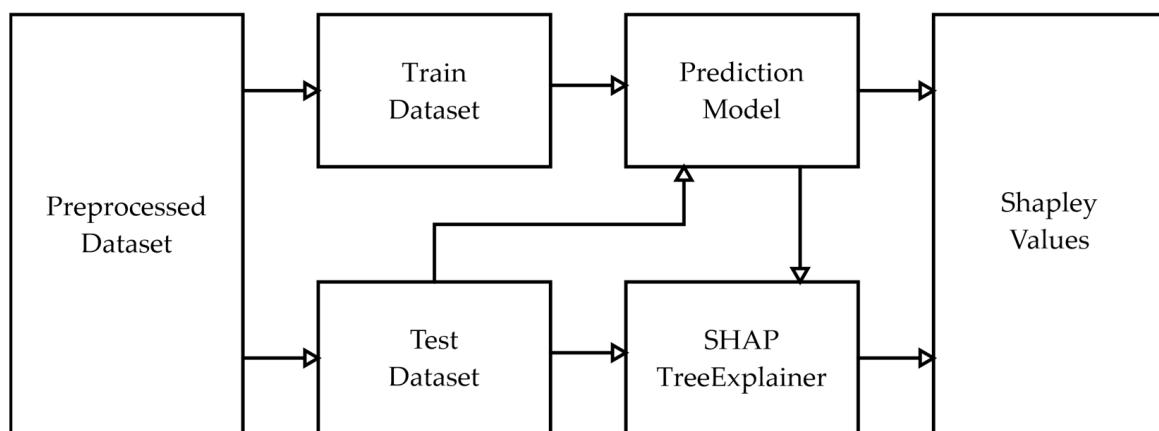 Preprocessed
Dataset
Train
Dataset
Test
Dataset
Prediction
Model
SHAP
TreeExplainer
Shapley
Values